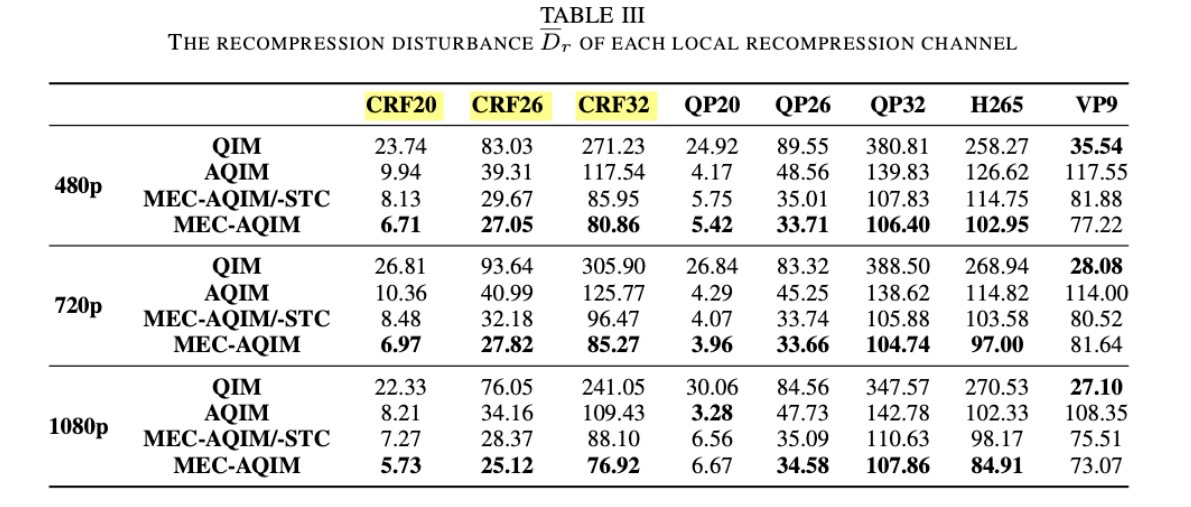 TABLE III
THE RECOMPRESSION DISTURBANCE D̅r OF EACH LOCAL RECOMPRESSION CHANNEL
CRF20 CRF26 CRF32 QP20 QP26 QP32 H265 VP9
QIM 23.74 83.03 271.23 24.92 89.55 380.81 258.27 35.54
AQIM 9.94 39.31 117.54 4.17 48.56 139.83 126.62 117.55
480p
MEC-AQIM/-STC 8.13 29.67 85.95 5.75 35.01 107.83 114.75 81.88
MEC-AQIM 6.71 27.05 80.86 5.42 33.71 106.40 102.95 77.22
QIM 26.81 93.64 305.90 26.84 83.32 388.50 268.94 28.08
AQIM 10.36 40.99 125.77 4.29 45.25 138.62 114.82 114.00
720p
MEC-AQIM/-STC 8.48 32.18 96.47 4.07 33.74 105.88 103.58 80.52
MEC-AQIM 6.97 27.82 85.27 3.96 33.66 104.74 97.00 81.64
QIM 22.33 76.05 241.05 30.06 84.56 347.57 270.53 27.10
AQIM 8.21 34.16 109.43 3.28 47.73 142.78 102.33 108.35
1080p
MEC-AQIM/-STC 7.27 28.37 88.10 6.56 35.09 110.63 98.17 75.51
MEC-AQIM 5.73 25.12 76.92 6.67 34.58 107.86 84.91 73.07